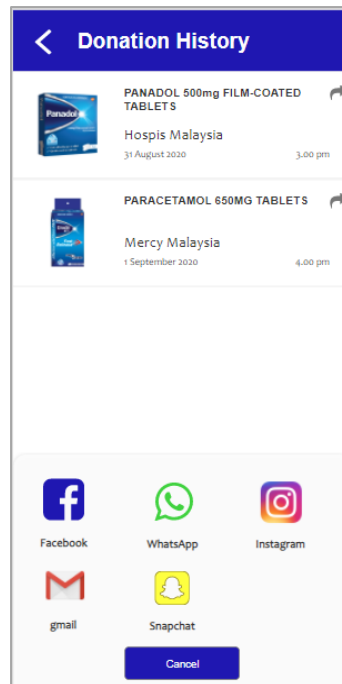 Donation History
PANADOL 500mg FILM-COATED
TABLETS
Panadol
Hospis Malaysia
31 August 2020 3.00 pm
PARACETAMOL 650MG TABLETS
Mercy Malaysia
1 September 2020 4.00 pm
Facebook WhatsApp Instagram
gmail Snapchat
Cancel